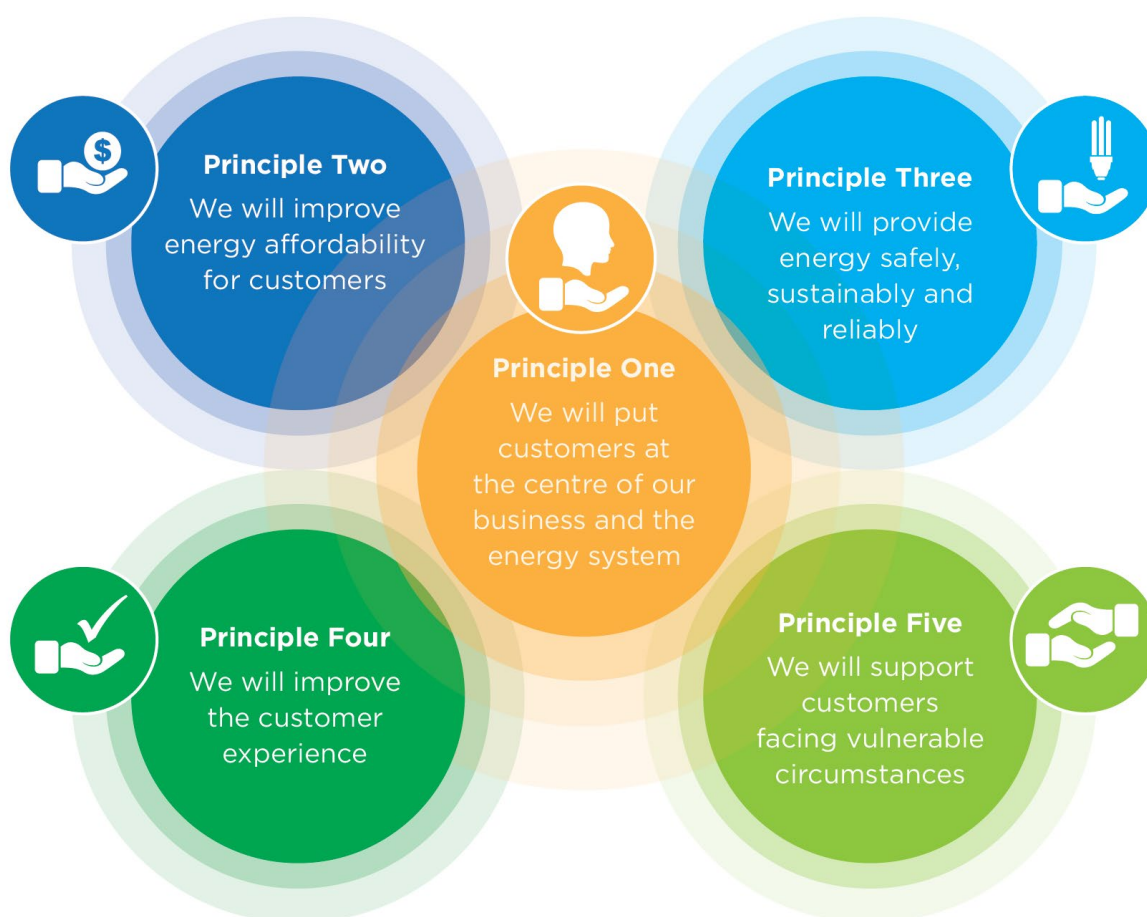 Principle Two
We will improve
energy affordability
for customers
Principle Three
We will provide
energy safely,
sustainably and
reliably
Principle One
We will put
customers at
the centre of our
business and the
energy system
Principle Four
We will improve
the customer
experience
Principle Five
We will support
customers
facing vulnerable
circumstances
$